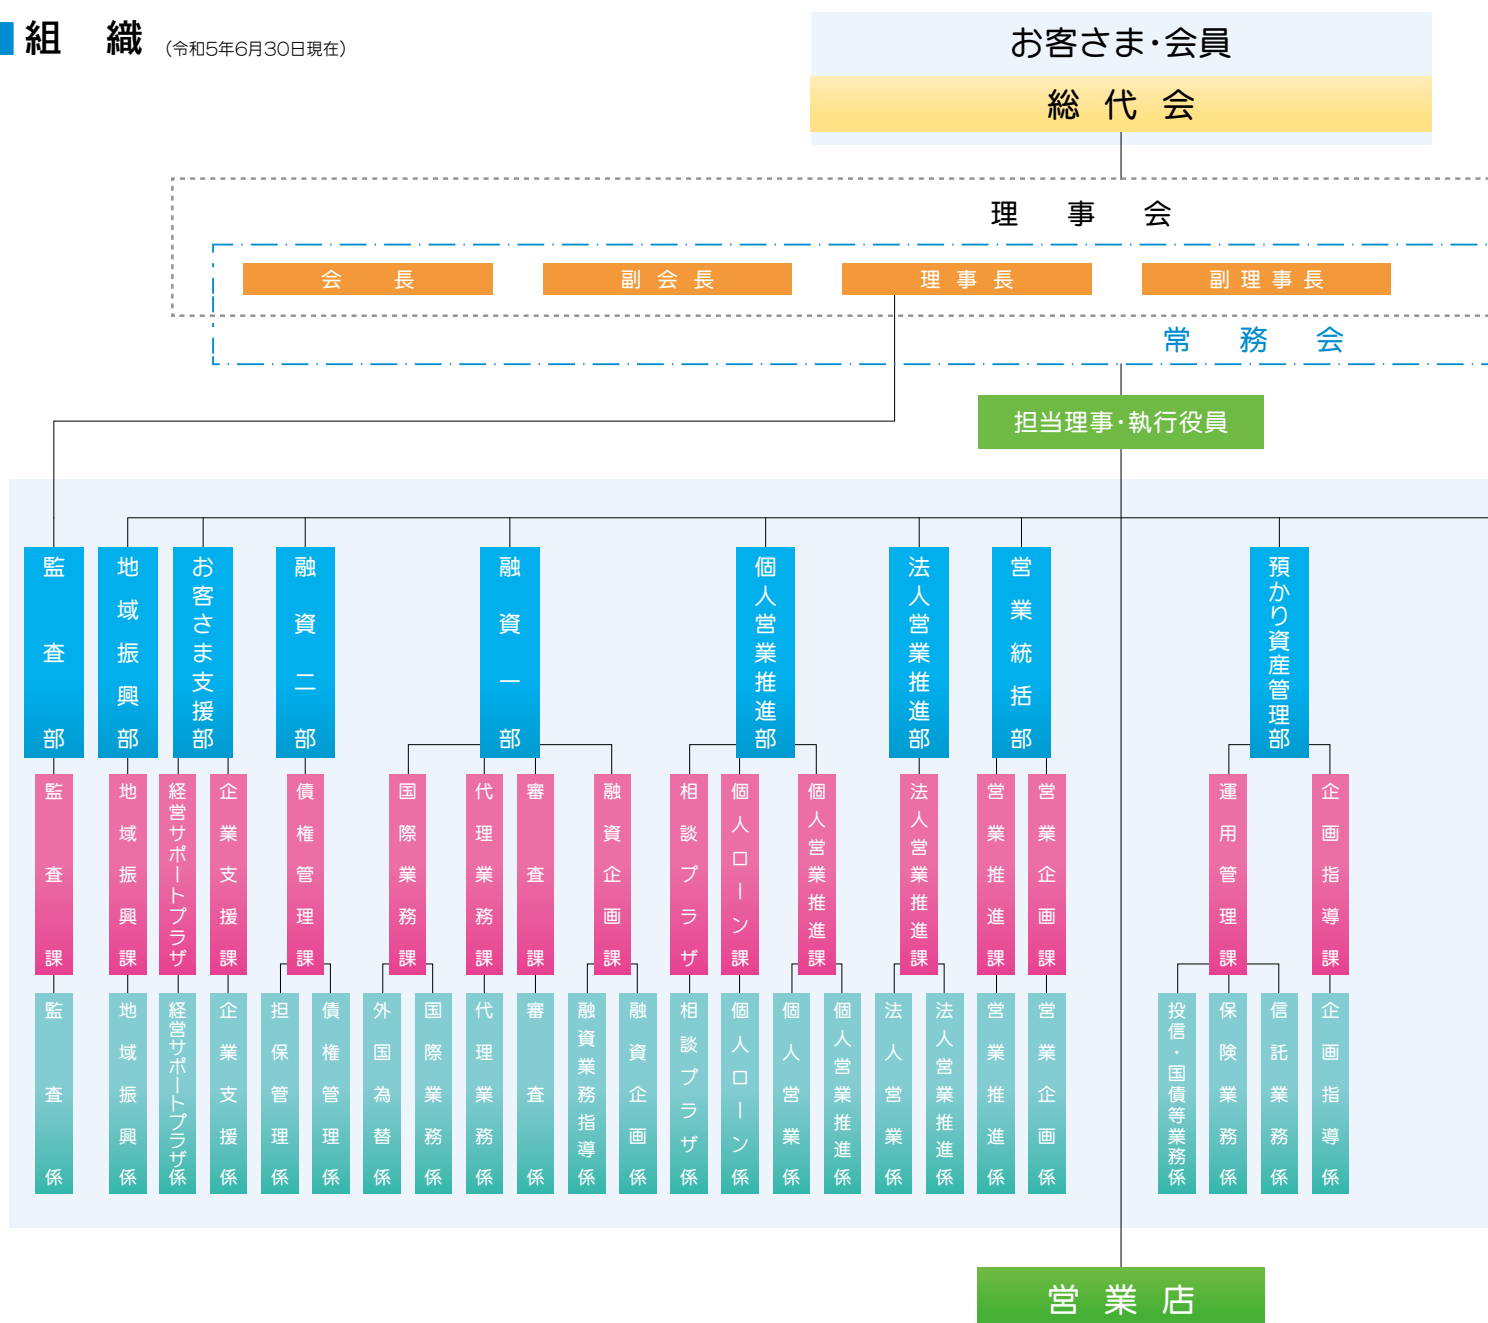 組 織 (令和5年6月30日現在)
お客さま・会員
総代会
理事会
会長
副会長
理事長
副理事長
常務会
担当理事・執行役員
監査部
地域振興部
お客さま支援部
融資二部
融資一部
個人営業推進部
法人営業推進部
営業統括部
預かり資産管理部
監査課
地域振興課
経営サポートプラザ
企業支援課
債権管理課
国際業務課
代理業務課
審査課
融資企画課
相談プラザ
個人ローン課
個人営業推進課
法人営業推進課
営業推進課
営業企画課
運用管理課
企画指導課
監査係
地域振興係
経営サポートプラザ係
企業支援係
担保管理係
債権管理係
外国為替係
国際業務係
代理業務係
審査係
融資業務指導係
融資企画係
相談プラザ係
個人ローン係
個人営業係
個人営業推進係
法人営業係
法人営業推進係
営業推進係
営業企画係
投信・国債等業務係
保険業務係
信託業務係
企画指導係
営業店